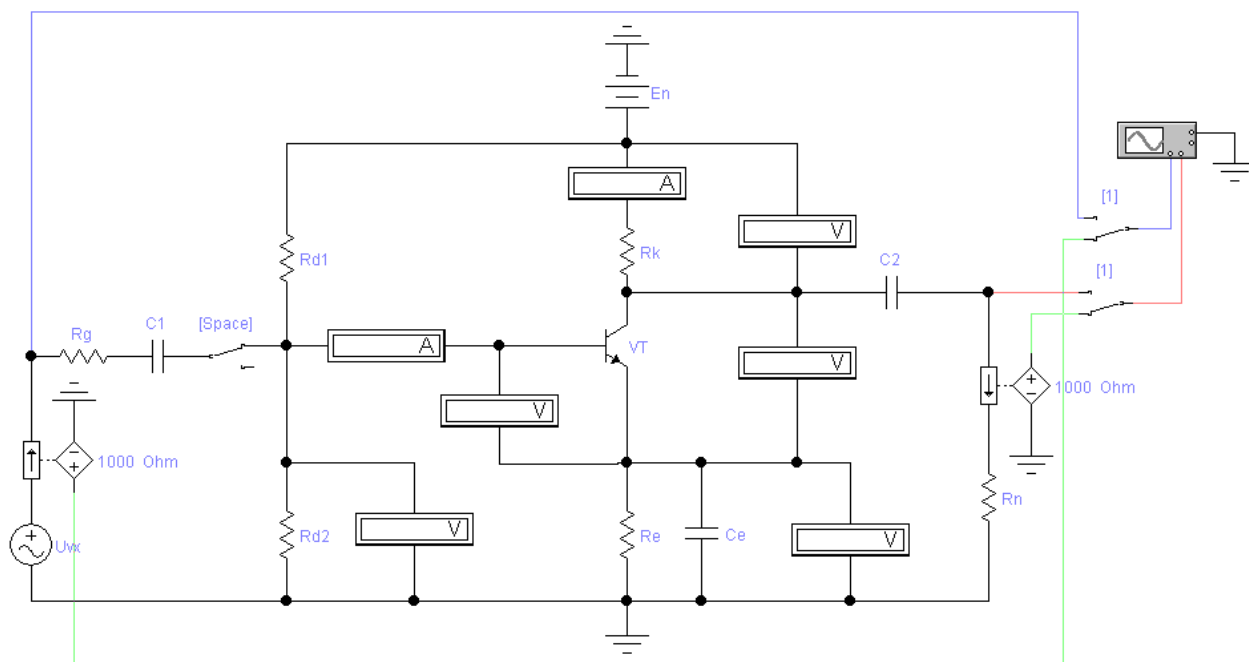 En
A
[1]
V
Rd1
Rk
C2
[1]
C1
[Space]
Rg
A
VT
V
V
1000 Ohm
1000 Ohm
Rn
Rd2
V
Re
Ce
V
Uvx